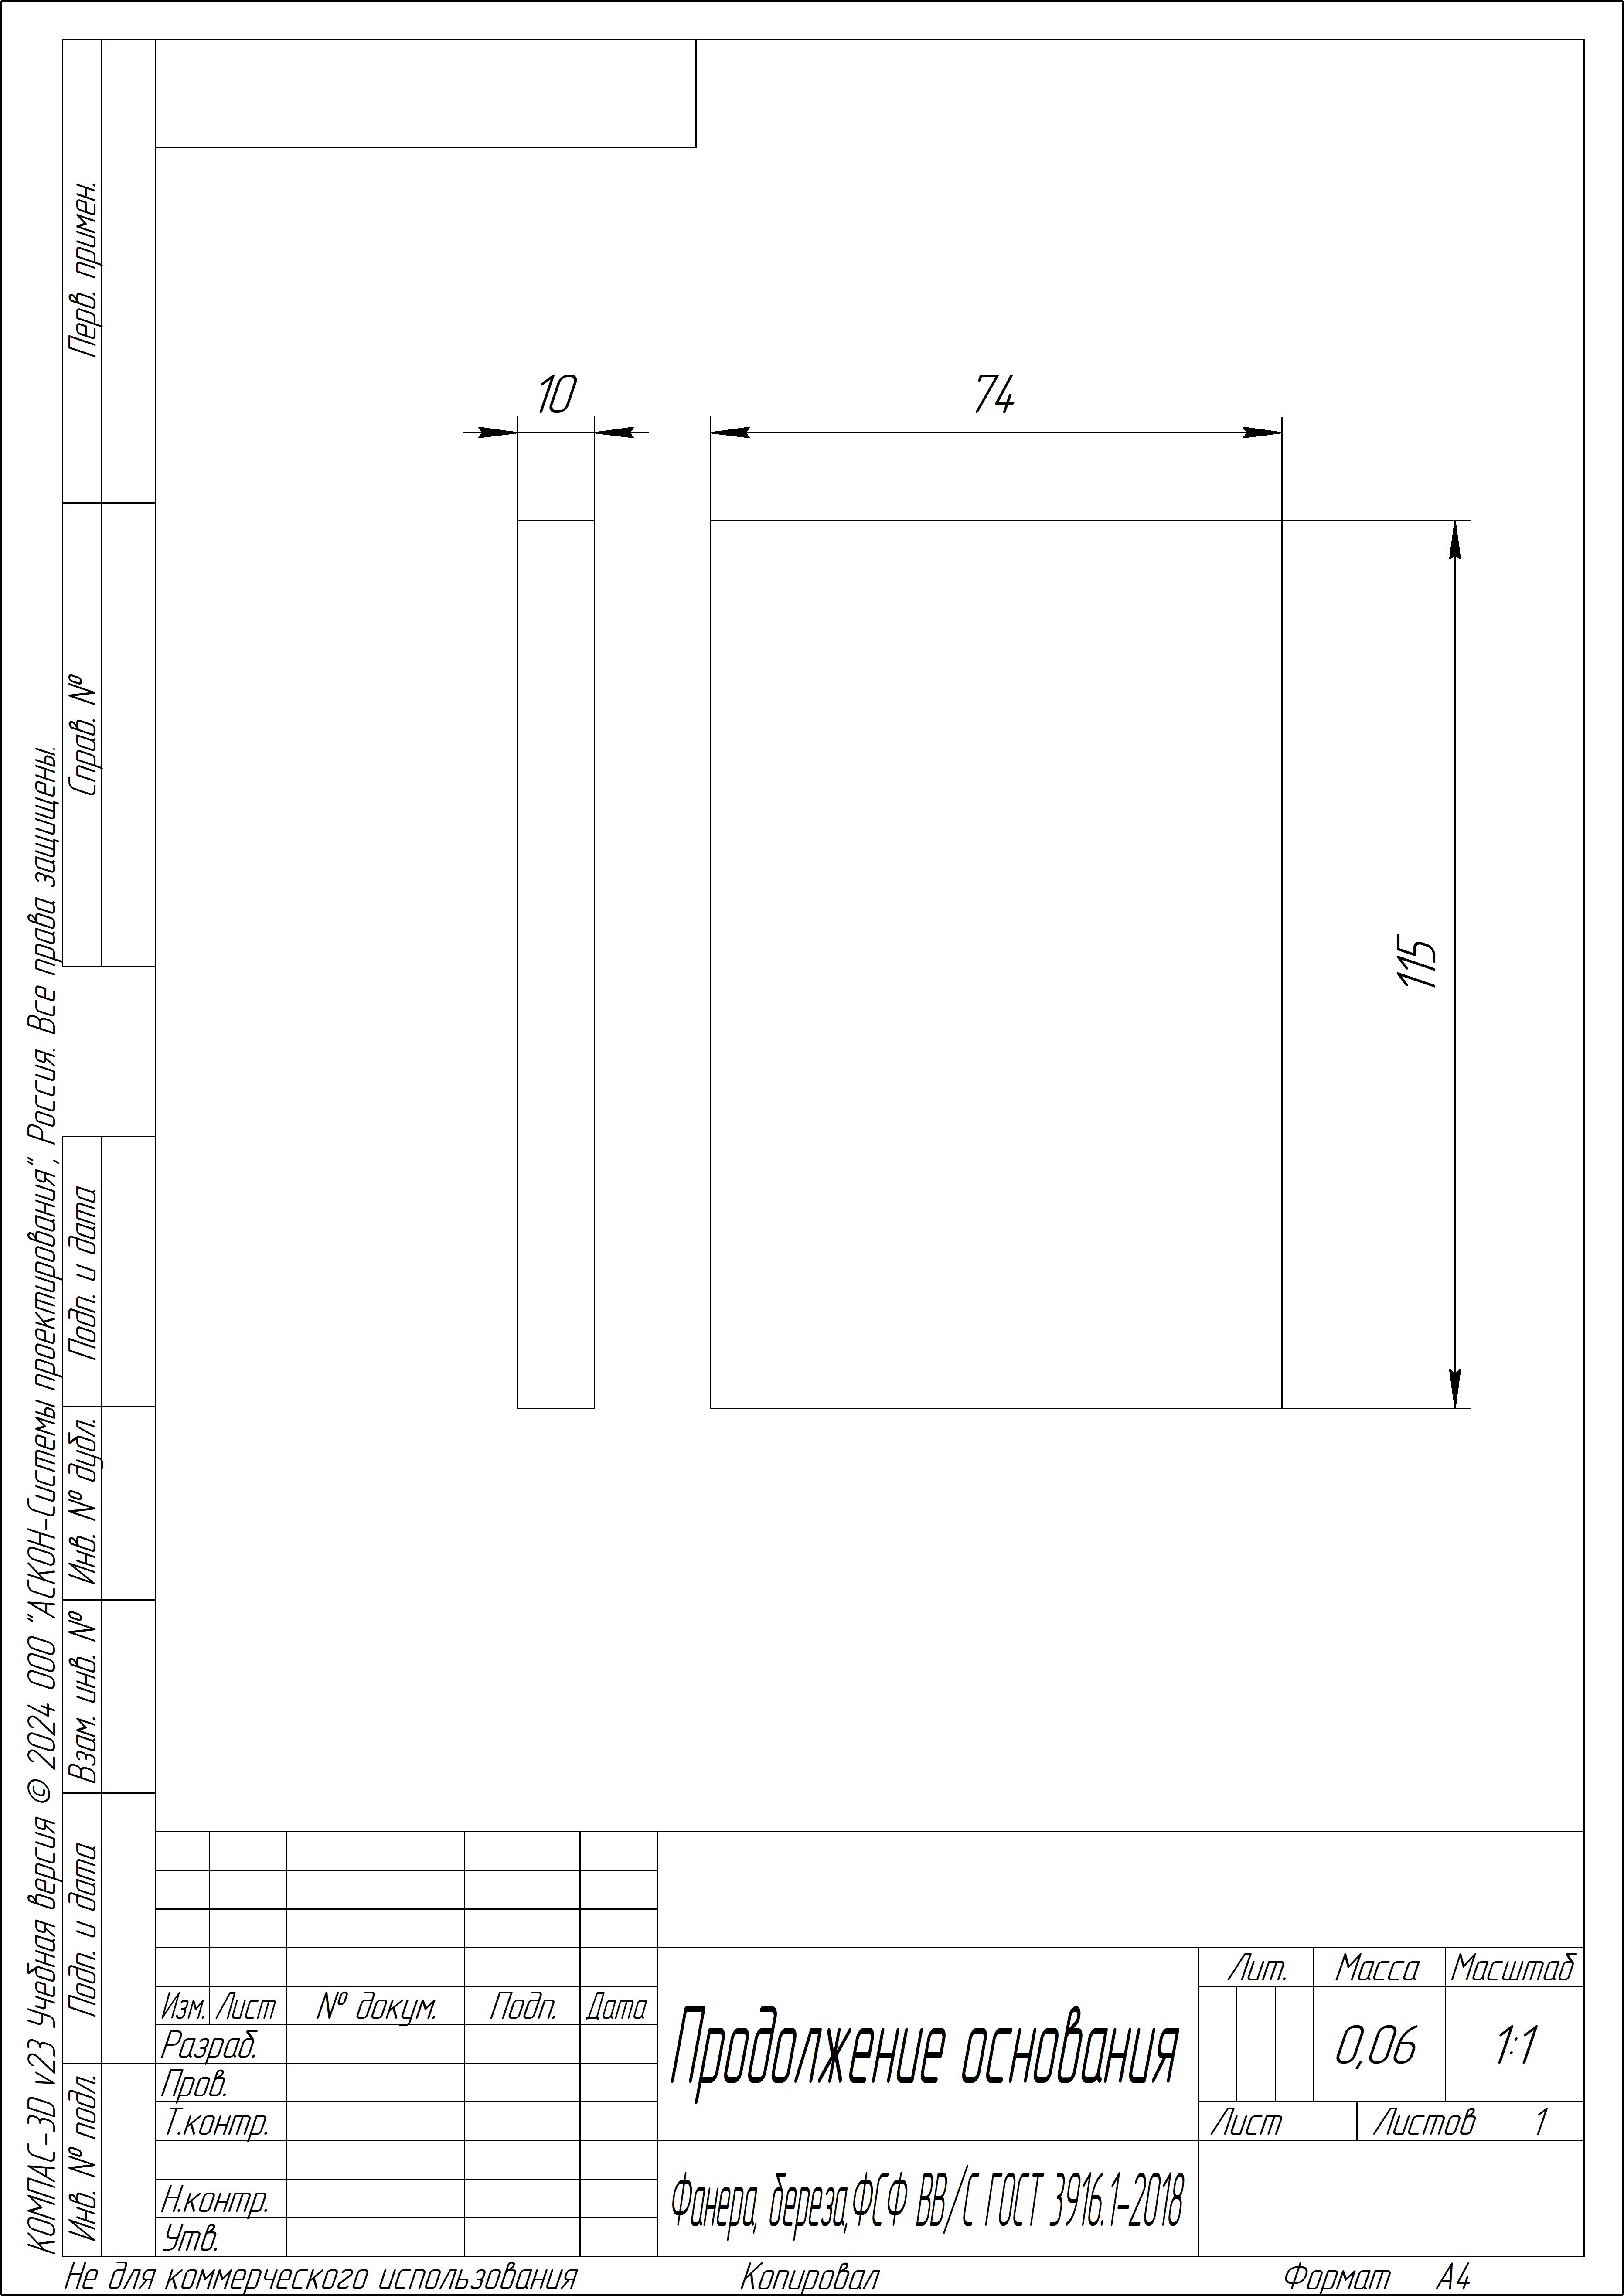 Перв. примен.
Справ. №
Подп. и дата
Инв. № дубл.
Взам. инв. №
Подп. и дата
Инв. № подл.
КОМПАС-3D v23 Учебная версия © 2024 ООО "АСКОН-Системы проектирования", Россия. Все права защищены.
10
74
115
Изм. Лист № докум. Подп. Дата
Разраб.
Пров.
Т.контр.
Н.контр.
Утв.
Продолжение основания
Фанера, береза,ФСФ BB/C ГОСТ 3916.1-2018
Лит. Масса Масштаб
0,06 1:1
Лист Листов 1
Не для коммерческого использования Копировал Формат А4